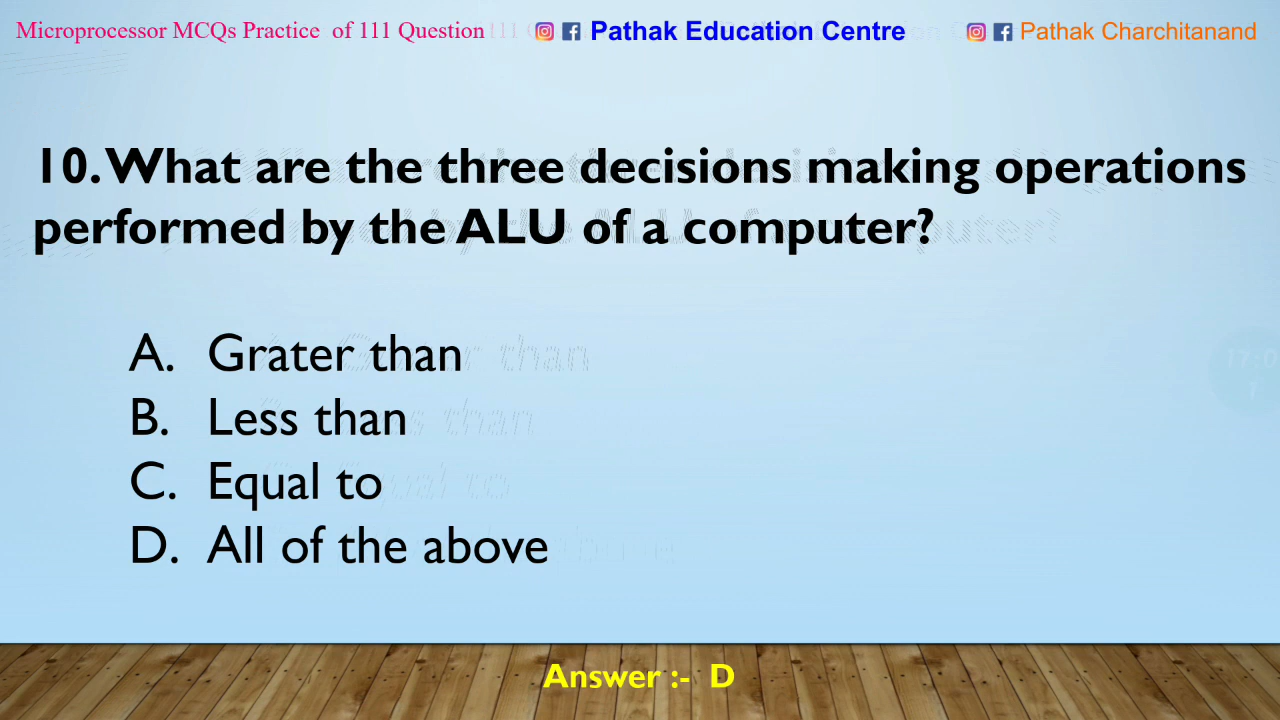 Microprocessor MCQs Practice of 111 Question Pathak Education Centre Pathak Charchitanand
10. What are the three decisions making operations
performed by the ALU of a computer?
A. Grater than
B. Less than
C. Equal to
D. All of the above
Answer :- D